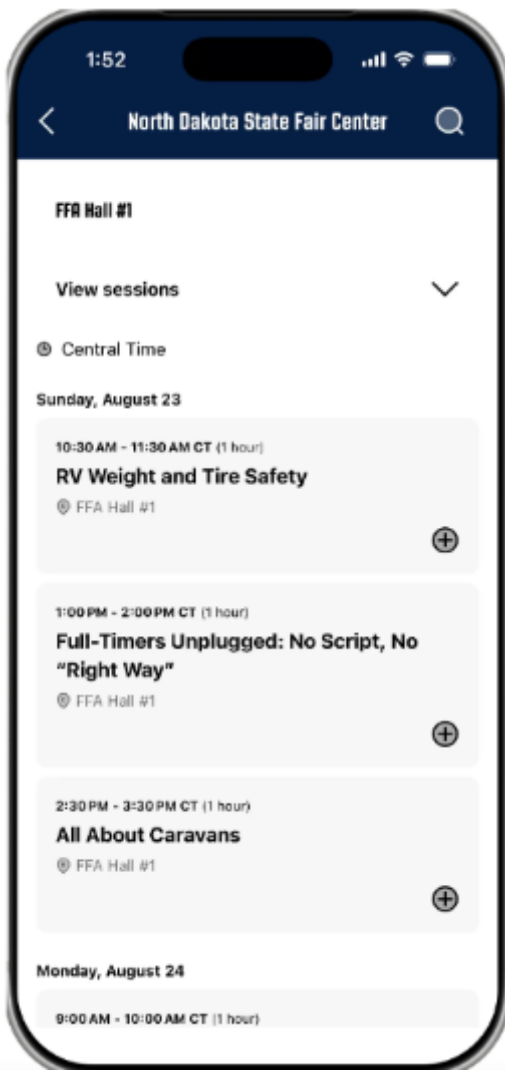 1:52
North Dakota State Fair Center
FFA Hall #1
View sessions
Central Time
Sunday, August 23
10:30 AM - 11:30 AM CT (1 hour)
RV Weight and Tire Safety
FFA Hall #1
1:00 PM - 2:00 PM CT (1 hour)
Full-Timers Unplugged: No Script, No
“Right Way”
FFA Hall #1
2:30 PM - 3:30 PM CT (1 hour)
All About Caravans
FFA Hall #1
Monday, August 24
9:00 AM - 10:00 AM CT (1 hour)